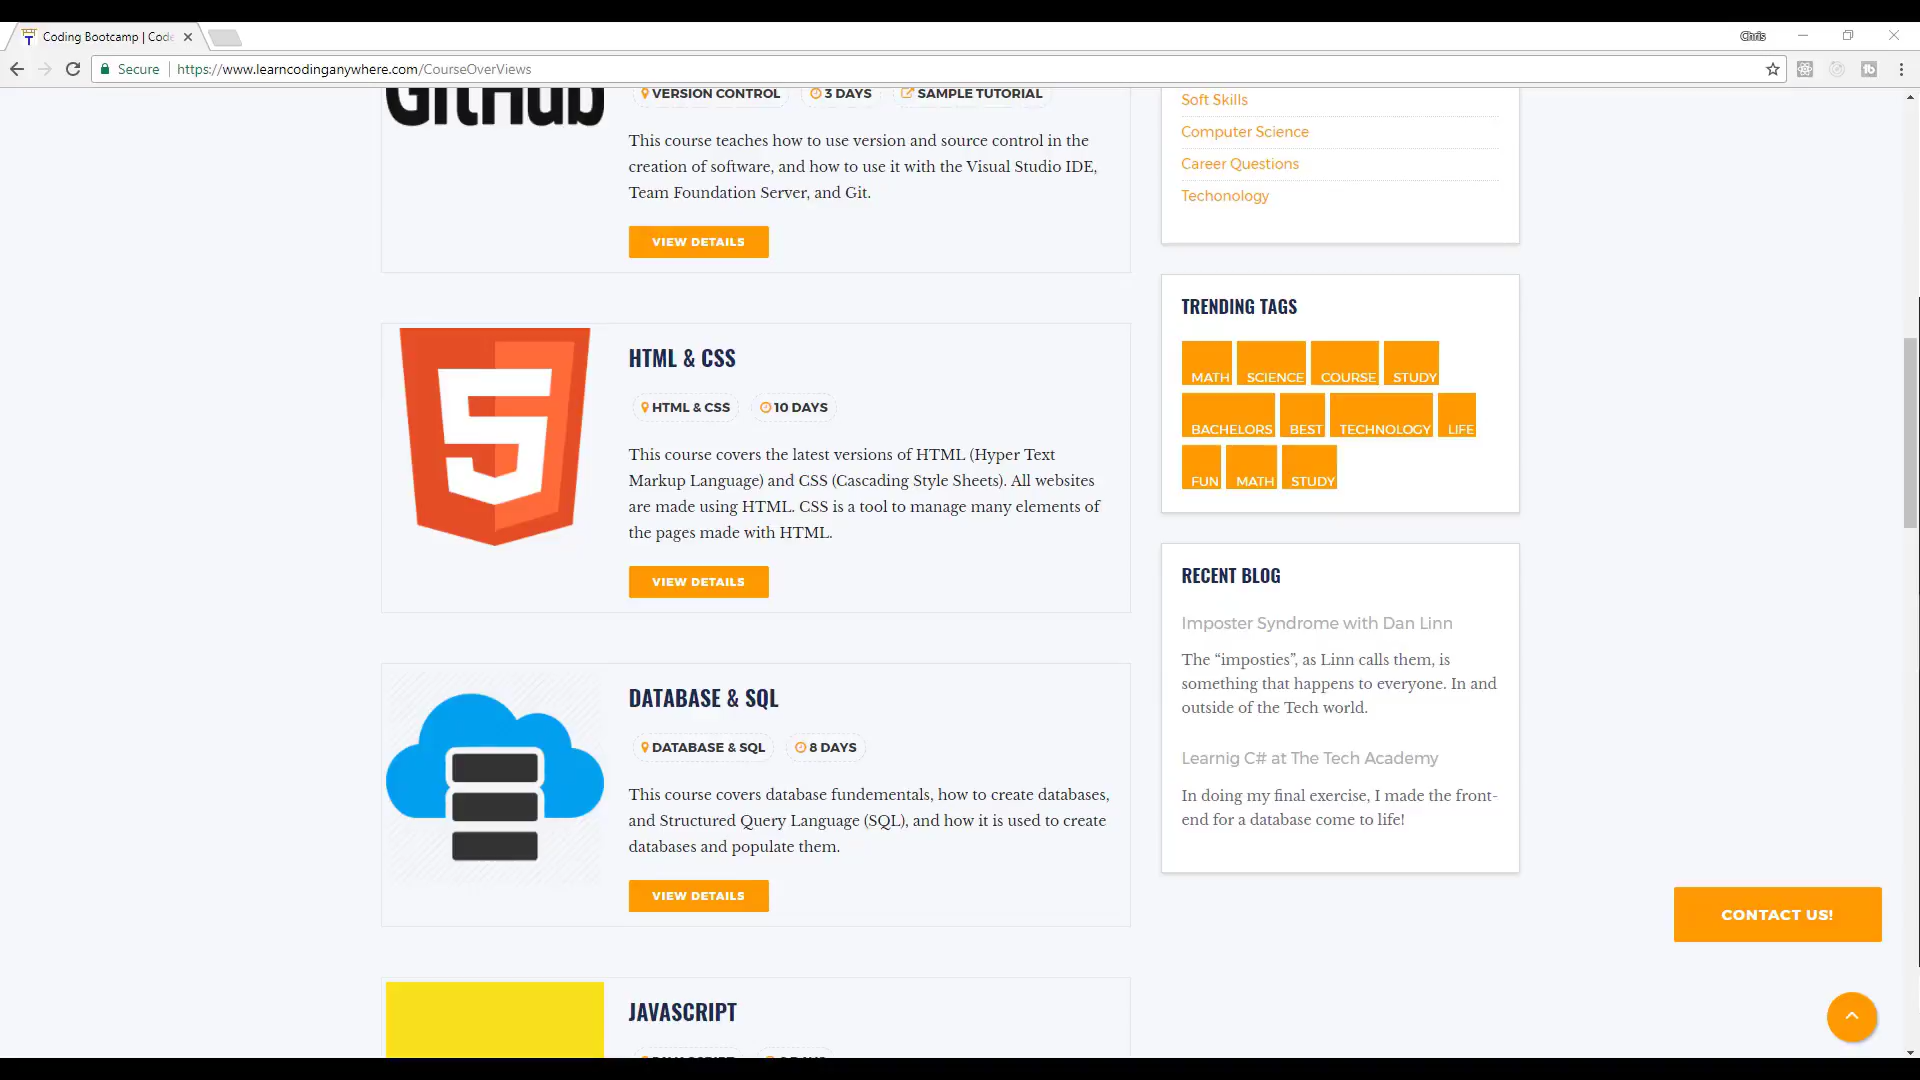 Coding Bootcamp | Code
Chris
Secure
https://www.learncodinganywhere.com/CourseOverViews
GitHub
VERSION CONTROL
3 DAYS
SAMPLE TUTORIAL
This course teaches how to use version and source control in the
creation of software, and how to use it with the Visual Studio IDE,
Team Foundation Server, and Git.
VIEW DETAILS
HTML & CSS
HTML & CSS
10 DAYS
This course covers the latest versions of HTML (Hyper Text
Markup Language) and CSS (Cascading Style Sheets). All websites
are made using HTML. CSS is a tool to manage many elements of
the pages made with HTML.
VIEW DETAILS
DATABASE & SQL
DATABASE & SQL
8 DAYS
This course covers database fundementals, how to create databases,
and Structured Query Language (SQL), and how it is used to create
databases and populate them.
VIEW DETAILS
JAVASCRIPT
Soft Skills
Computer Science
Career Questions
Techonology
TRENDING TAGS
MATH SCIENCE COURSE STUDY
BACHELORS BEST TECHNOLOGY LIFE
FUN MATH STUDY
RECENT BLOG
Imposter Syndrome with Dan Linn
The “imposties”, as Linn calls them, is
something that happens to everyone. In and
outside of the Tech world.
Learnig C# at The Tech Academy
In doing my final exercise, I made the front-
end for a database come to life!
CONTACT US!